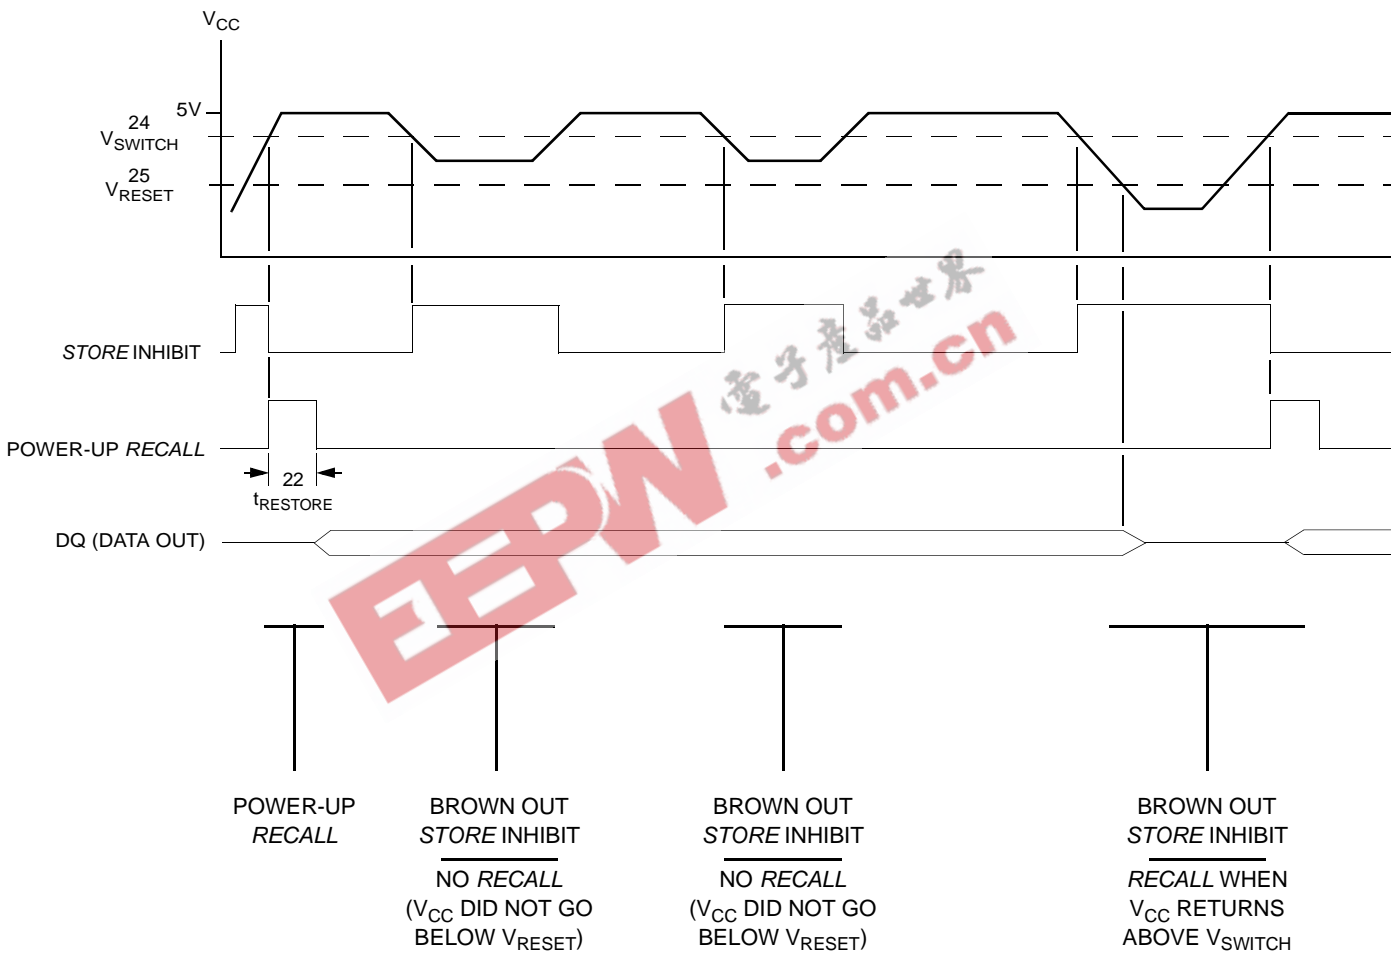 VCC
5V
24
VSWITCH
25
VRESET
STORE INHIBIT
POWER-UP RECALL
22
tRESTORE
DQ (DATA OUT)
EEPW
電子產品世界
.com.cn
POWER-UP
RECALL
BROWN OUT
STORE INHIBIT
NO RECALL
(VCC DID NOT GO
BELOW VRESET)
BROWN OUT
STORE INHIBIT
NO RECALL
(VCC DID NOT GO
BELOW VRESET)
BROWN OUT
STORE INHIBIT
RECALL WHEN
VCC RETURNS
ABOVE VSWITCH